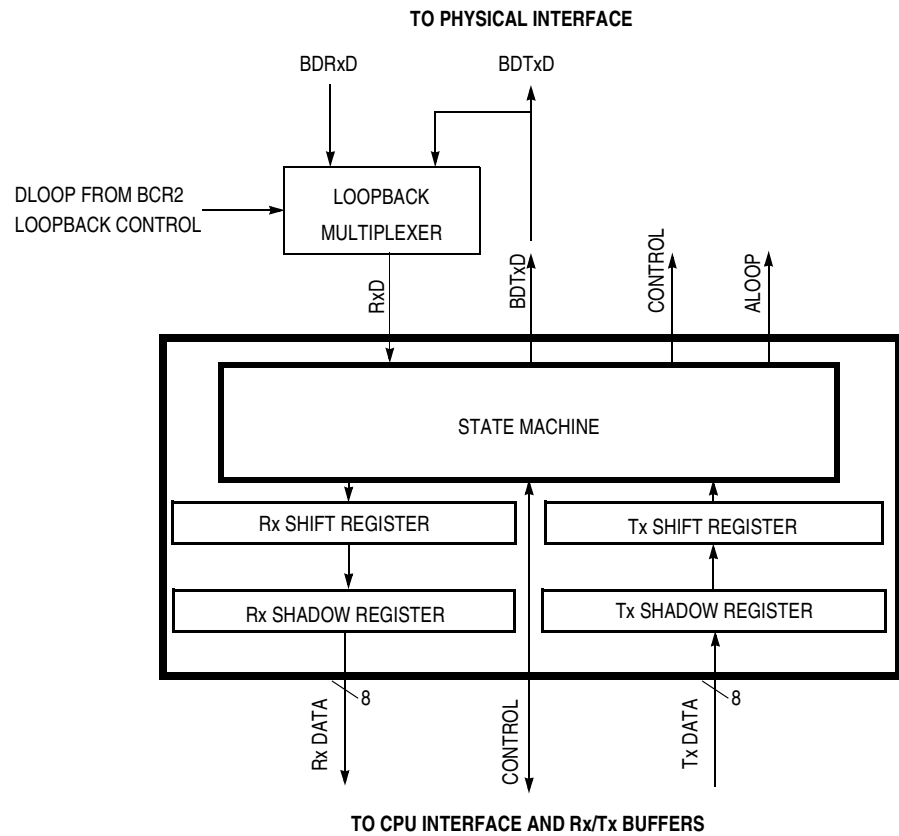 TO PHYSICAL INTERFACE
BDRxD
BDTxD
DLOOP FROM BCR2
LOOPBACK CONTROL
LOOPBACK
MULTIPLEXER
RxD
BDTxD
CONTROL
ALOOP
STATE MACHINE
Rx SHIFT REGISTER
Tx SHIFT REGISTER
Rx SHADOW REGISTER
Tx SHADOW REGISTER
8
8
Rx DATA
CONTROL
Tx DATA
TO CPU INTERFACE AND Rx/Tx BUFFERS